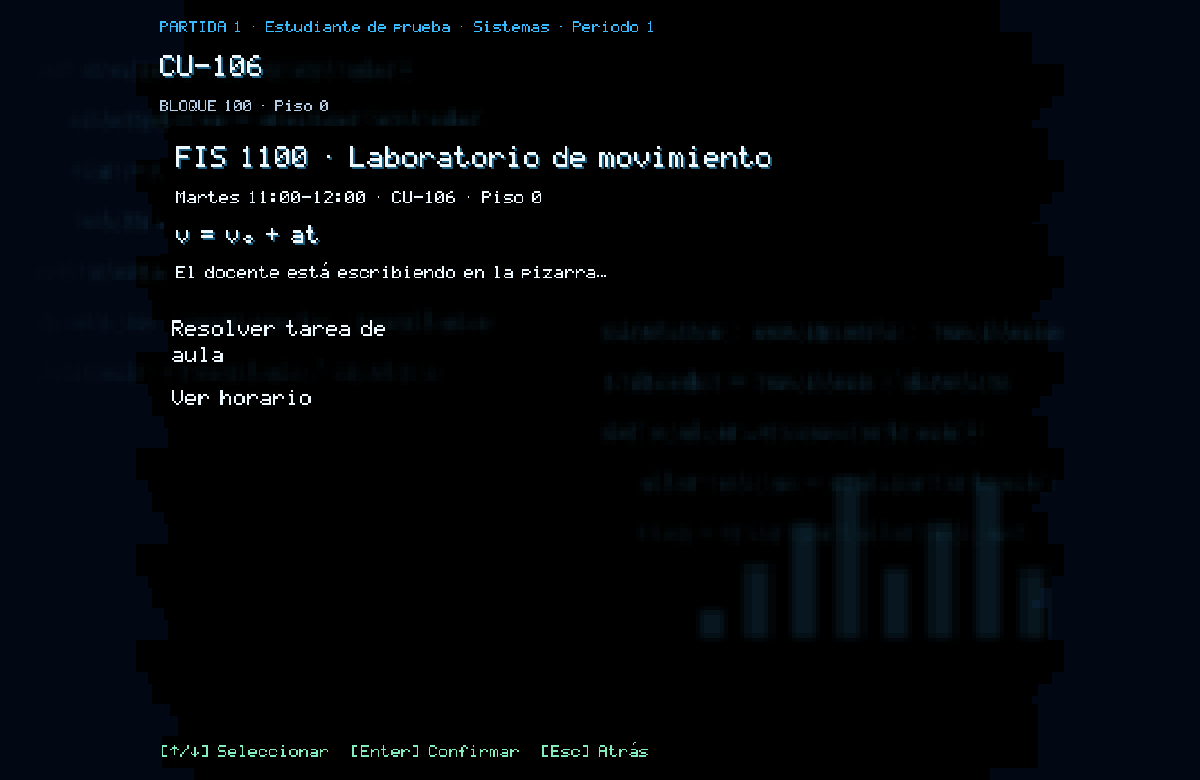 PARTIDA 1 · Estudiante de prueba · Sistemas · Periodo 1
CU-106
BLOQUE 100 · Piso 0
FIS 1100 · Laboratorio de movimiento
Martes 11:00-12:00 · CU-106 · Piso 0
v = v₀ + at
El docente está escribiendo en la pizarra…
Resolver tarea de
aula
Ver horario
[↑/↓] Seleccionar [Enter] Confirmar [Esc] Atrás